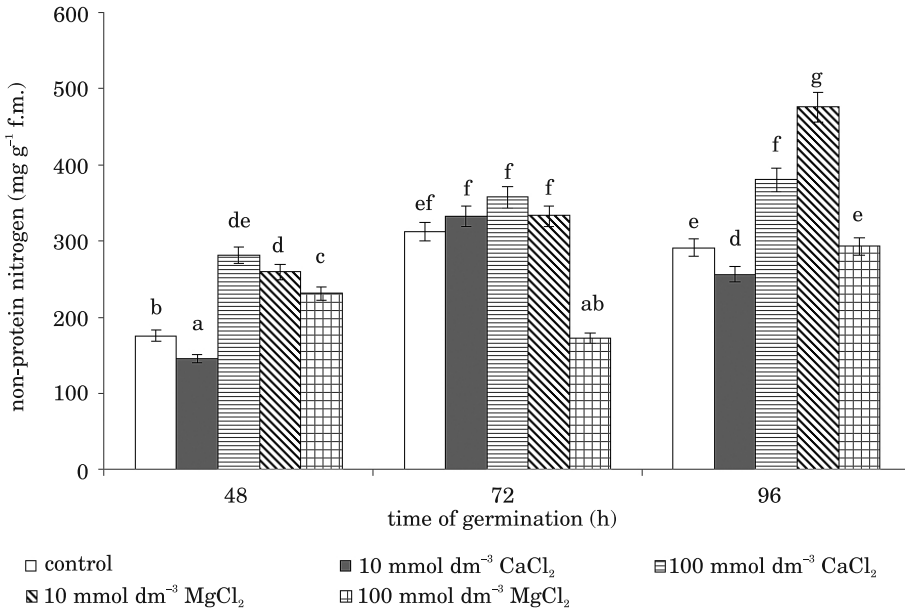 non-protein nitrogen (mg g⁻¹ f.m.)
600
500
400
300
200
100
0
b
a
de
d
c
ef
f
f
f
ab
e
d
f
g
e
48
72
96
time of germination (h)
control
10 mmol dm⁻³ CaCl₂
100 mmol dm⁻³ CaCl₂
10 mmol dm⁻³ MgCl₂
100 mmol dm⁻³ MgCl₂